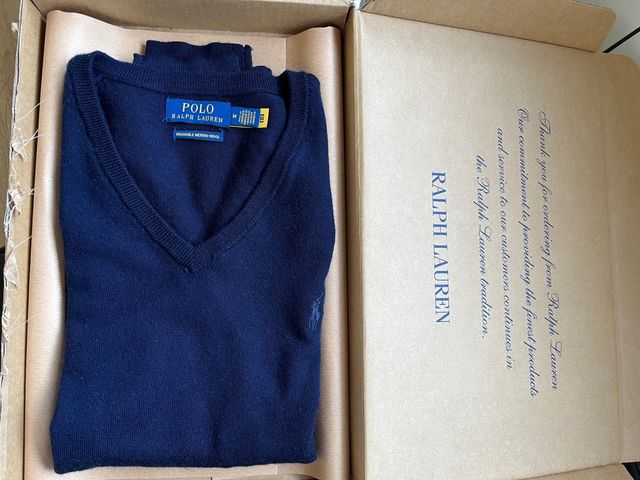 POLO
RALPH LAUREN
M
WASHABLE MERINO WOOL
Thank you for ordering from Ralph Lauren
Our commitment to providing the finest products
and service to our customers continues in
the Ralph Lauren tradition.
RALPH LAUREN